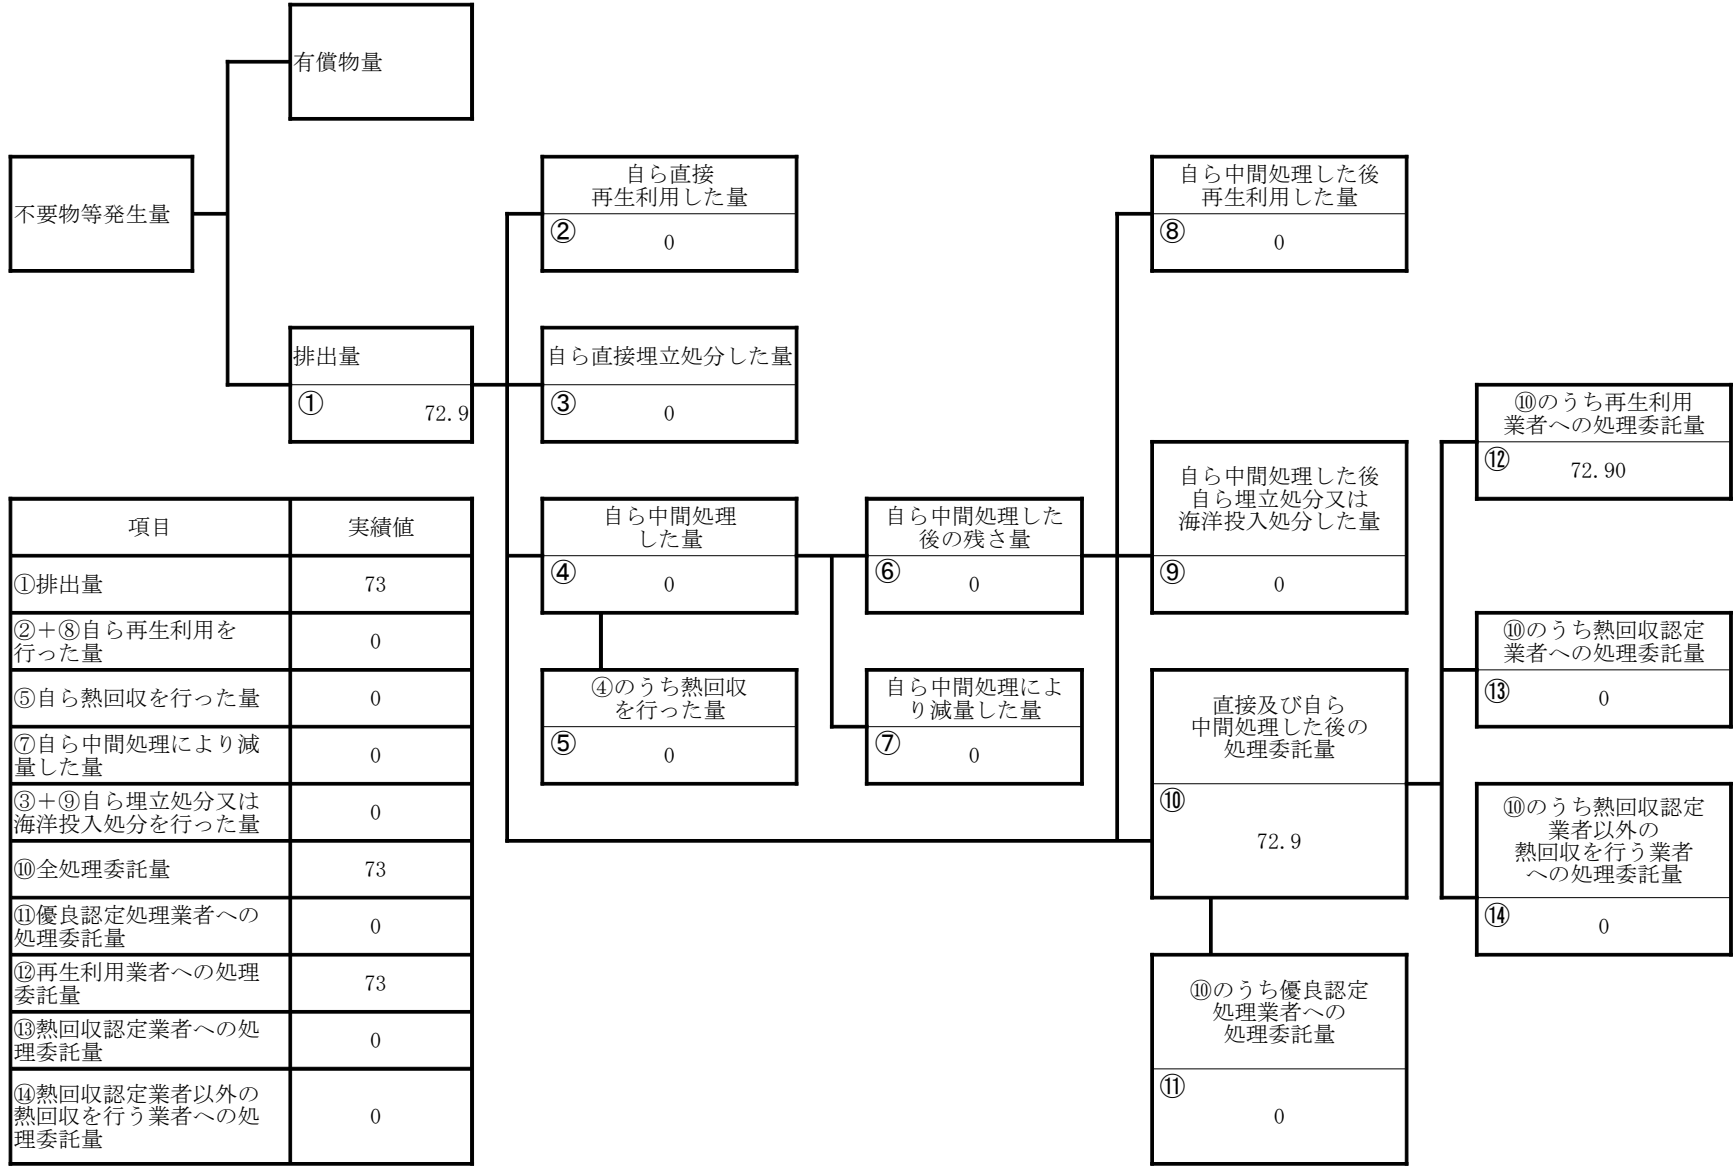 有償物量
不要物等発生量
自ら直接
再生利用した量
②
0
自ら中間処理した後
再生利用した量
⑧
0
排出量
①
72.9
自ら直接埋立処分した量
③
0
⑩のうち再生利用
業者への処理委託量
⑫
72.90
自ら中間処理した後
自ら埋立処分又は
海洋投入処分した量
⑨
0
自ら中間処理
した量
④
0
自ら中間処理した
後の残さ量
⑥
0
⑩のうち熱回収認定
業者への処理委託量
⑬
0
④のうち熱回収
を行った量
⑤
0
自ら中間処理によ
り減量した量
⑦
0
直接及び自ら
中間処理した後の
処理委託量
⑩
72.9
⑩のうち熱回収認定
業者以外の
熱回収を行う業者
への処理委託量
⑭
0
⑩のうち優良認定
処理業者への
処理委託量
⑪
0
項目 実績値
①排出量 73
②＋⑧自ら再生利用を
行った量 0
⑤自ら熱回収を行った量 0
⑦自ら中間処理により減
量した量 0
③＋⑨自ら埋立処分又は
海洋投入処分を行った量 0
⑩全処理委託量 73
⑪優良認定処理業者への
処理委託量 0
⑫再生利用業者への処理
委託量 73
⑬熱回収認定業者への処
理委託量 0
⑭熱回収認定業者以外の
熱回収を行う業者への処
理委託量 0